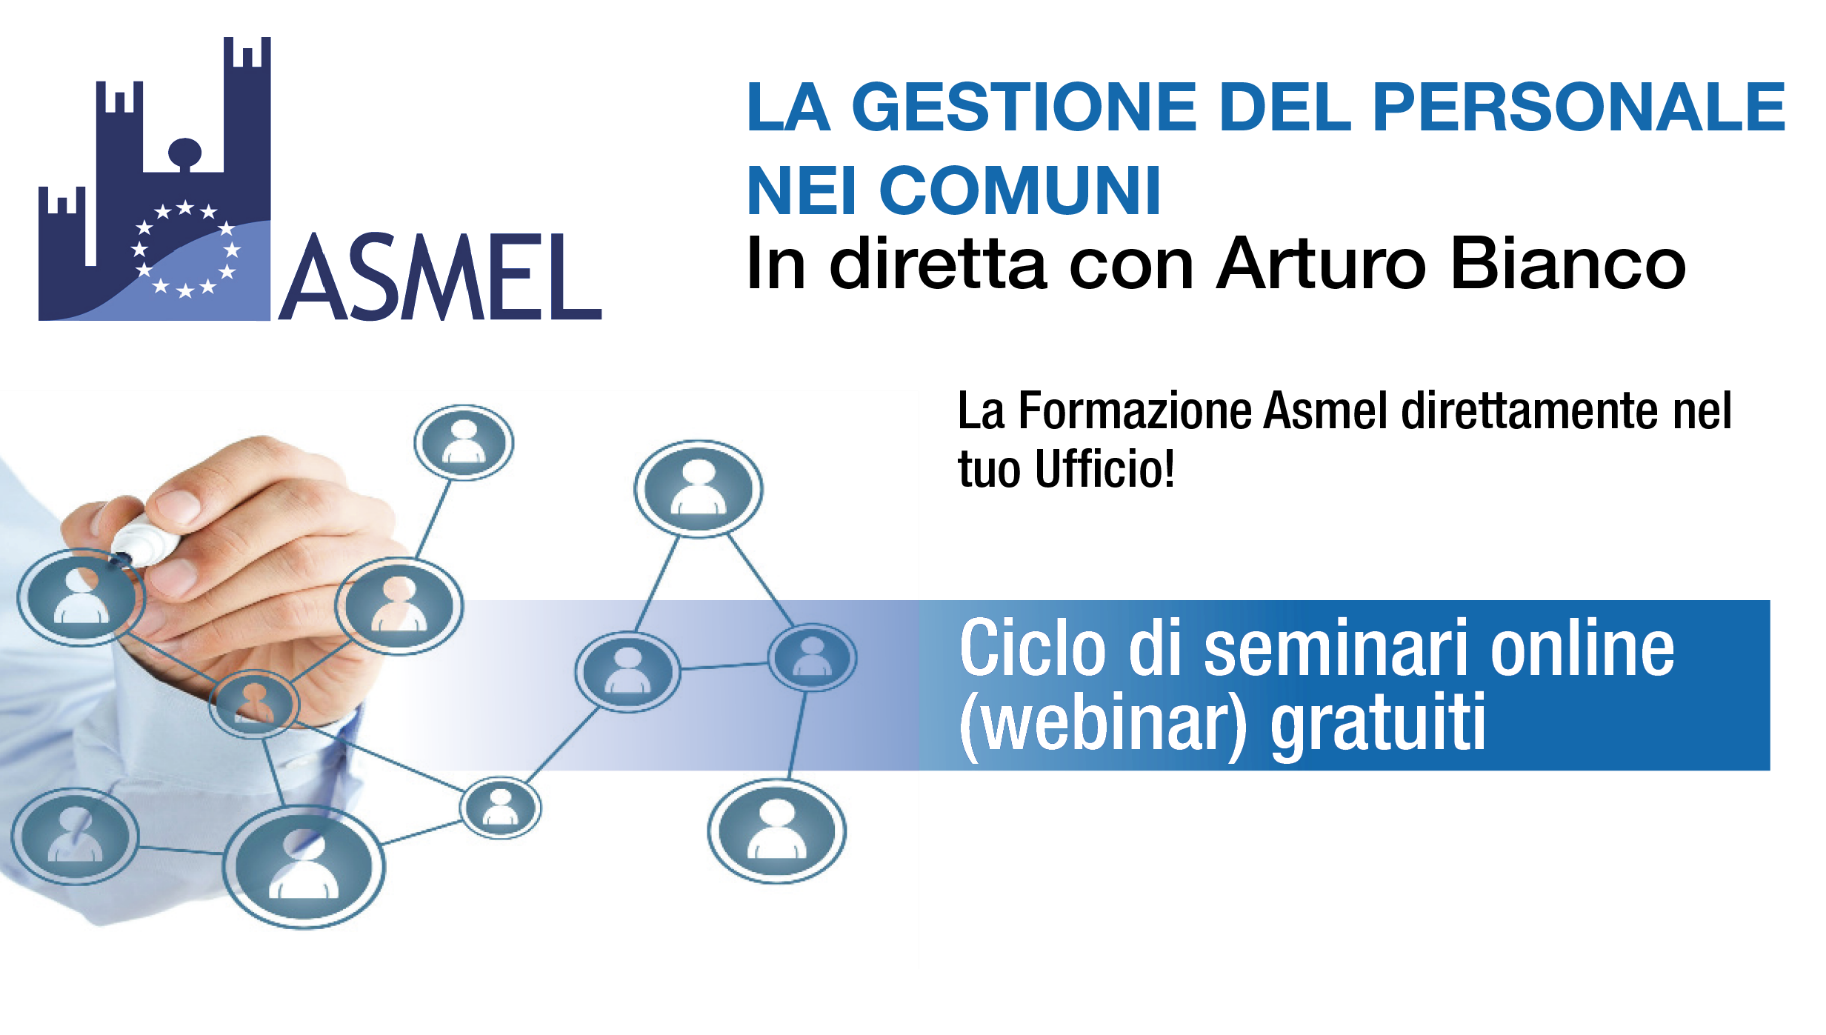 ASMEL
LA GESTIONE DEL PERSONALE
NEI COMUNI
In diretta con Arturo Bianco
La Formazione Asmel direttamente nel
tuo Ufficio!
Ciclo di seminari online
(webinar) gratuiti